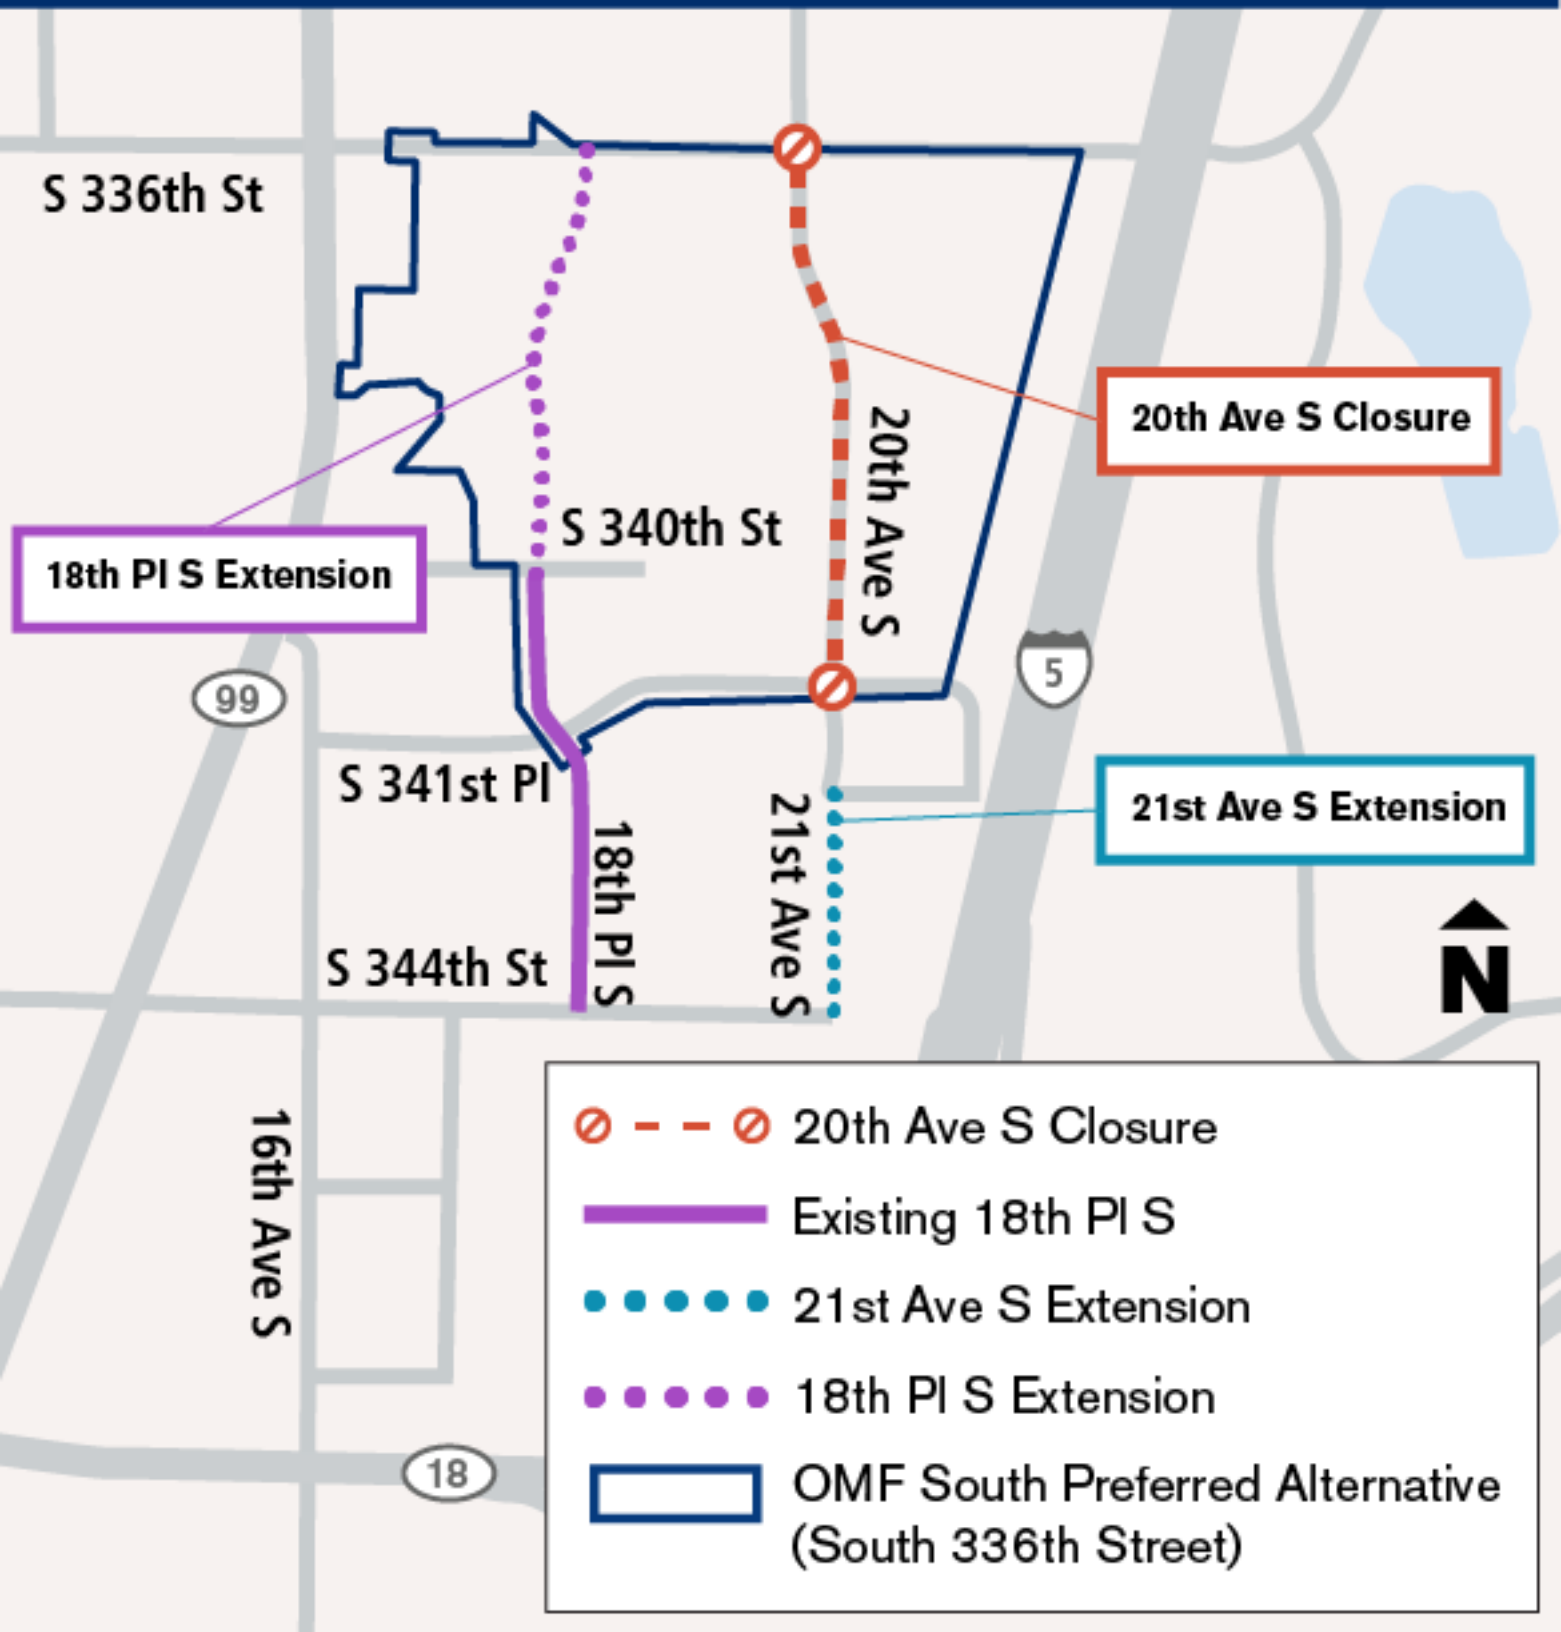 S 336th St
20th Ave S Closure
20th Ave S
S 340th St
18th Pl S Extension
5
99
S 341st Pl
21st Ave S Extension
21st Ave S
18th Pl S
S 344th St
N
16th Ave S
20th Ave S Closure
Existing 18th Pl S
21st Ave S Extension
18th Pl S Extension
18
OMF South Preferred Alternative
(South 336th Street)